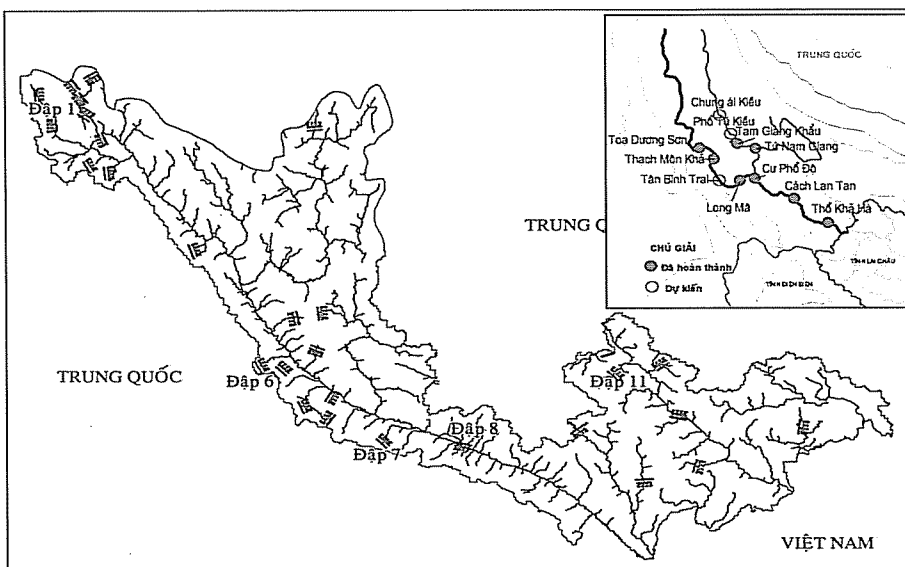 TRUNG QUỐC
Chung ái Kiều
Phổ Tú Kiều
Tam Giang Khẩu
Toa Dương Sơn
Tứ Nam Giang
Thạch Môn Khả
Cư Phổ Độ
Tân Bình Trai
Cách Lan Tan
Long Mã
Thổ Khả Hà
CHÚ GIẢI
Đã hoàn thành
Dự kiến
TỈNH LAI CHÂU
TỈNH ĐIỆN BIÊN
Đập 1
TRUNG Q
TRUNG QUỐC
Đập 6
Đập 11
Đập 8
Đập 7
VIỆT NAM